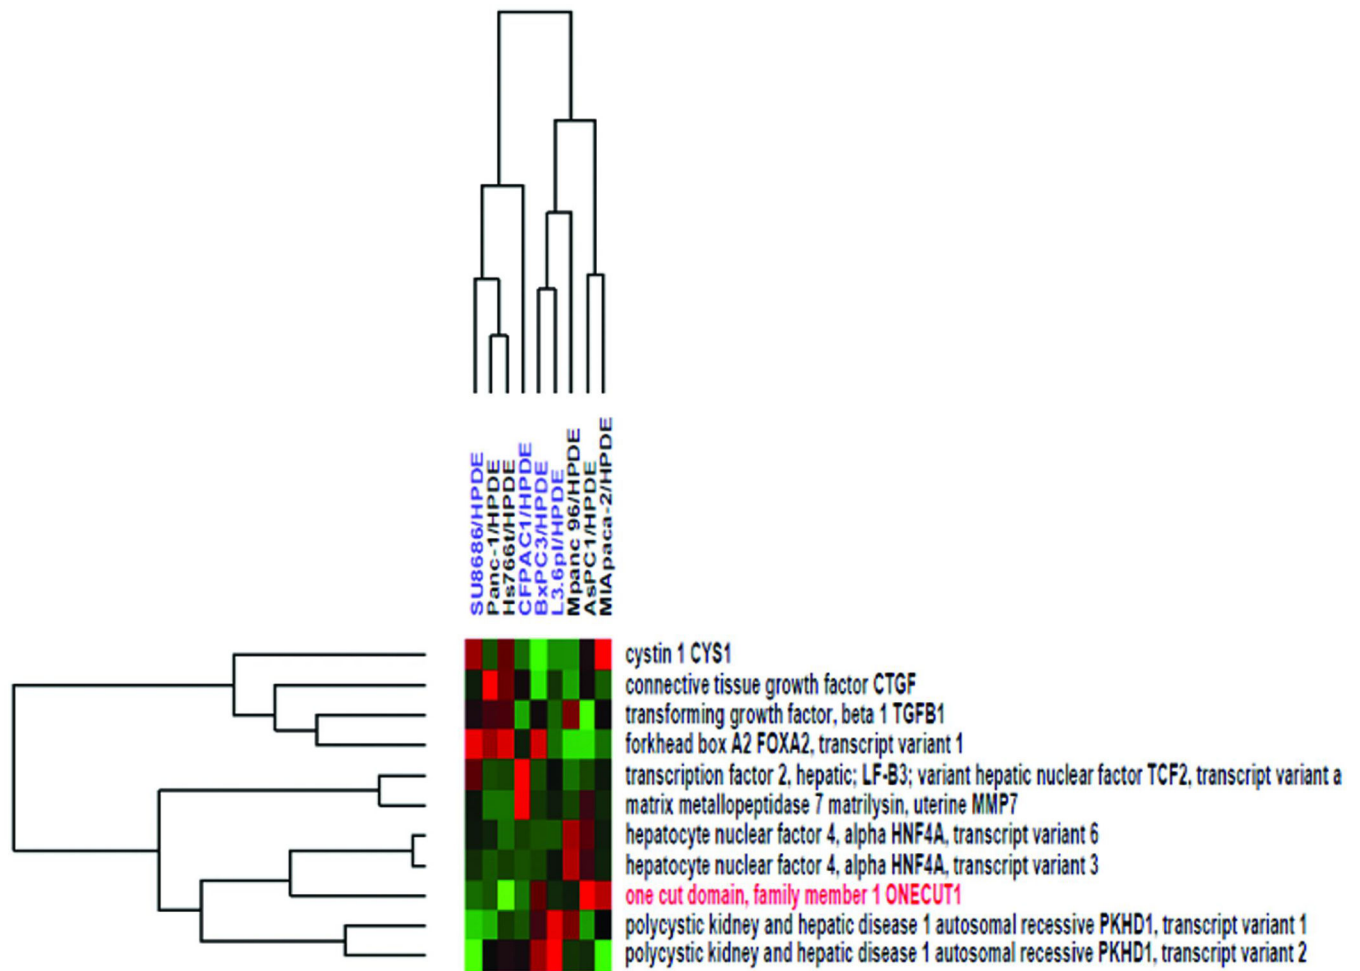 SU8686/HPDE
Panc-1/HPDE
Hs766t/HPDE
CFPAC1/HPDE
BxPC3/HPDE
L3.6pl/HPDE
Mpanc 96/HPDE
AsPC1/HPDE
MIApaca-2/HPDE
cystin 1 CYS1
connective tissue growth factor CTGF
transforming growth factor, beta 1 TGFB1
forkhead box A2 FOXA2, transcript variant 1
transcription factor 2, hepatic; LF-B3; variant hepatic nuclear factor TCF2, transcript variant a
matrix metallopeptidase 7 matrilysin, uterine MMP7
hepatocyte nuclear factor 4, alpha HNF4A, transcript variant 6
hepatocyte nuclear factor 4, alpha HNF4A, transcript variant 3
one cut domain, family member 1 ONECUT1
polycystic kidney and hepatic disease 1 autosomal recessive PKHD1, transcript variant 1
polycystic kidney and hepatic disease 1 autosomal recessive PKHD1, transcript variant 2